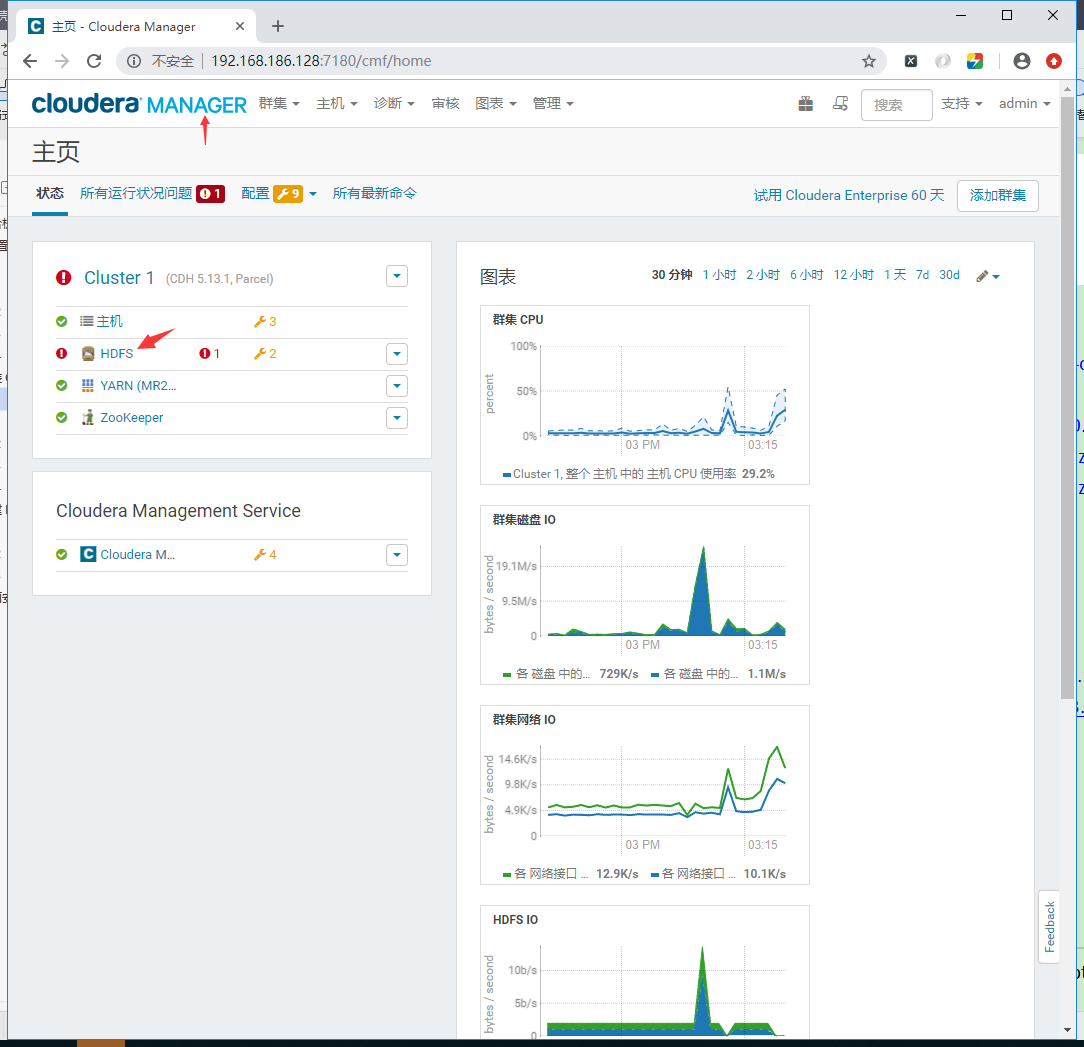 主页 - Cloudera Manager
不安全 192.168.186.128:7180/cmf/home
cloudera MANAGER 群集 主机 诊断 审核 图表 管理 搜索 支持 admin
主页
状态 所有运行状况问题 1 配置 9 所有最新命令 试用 Cloudera Enterprise 60 天 添加群集
Cluster 1 (CDH 5.13.1, Parcel)
主机 3
HDFS 1 2
YARN (MR2...
ZooKeeper
Cloudera Management Service
Cloudera M... 4
图表 30 分钟 1 小时 2 小时 6 小时 12 小时 1 天 7d 30d
群集 CPU
percent
100%
50%
0%
03 PM 03:15
Cluster 1, 整个 主机 中的 主机 CPU 使用率 29.2%
群集磁盘 IO
bytes / second
19.1M/s
9.5M/s
0
03 PM 03:15
各 磁盘 中的... 729K/s 各 磁盘 中的... 1.1M/s
群集网络 IO
bytes / second
14.6K/s
9.8K/s
4.9K/s
0
03 PM 03:15
各 网络接口 ... 12.9K/s 各 网络接口 ... 10.1K/s
HDFS IO
bytes / second
10b/s
5b/s
0
Feedback